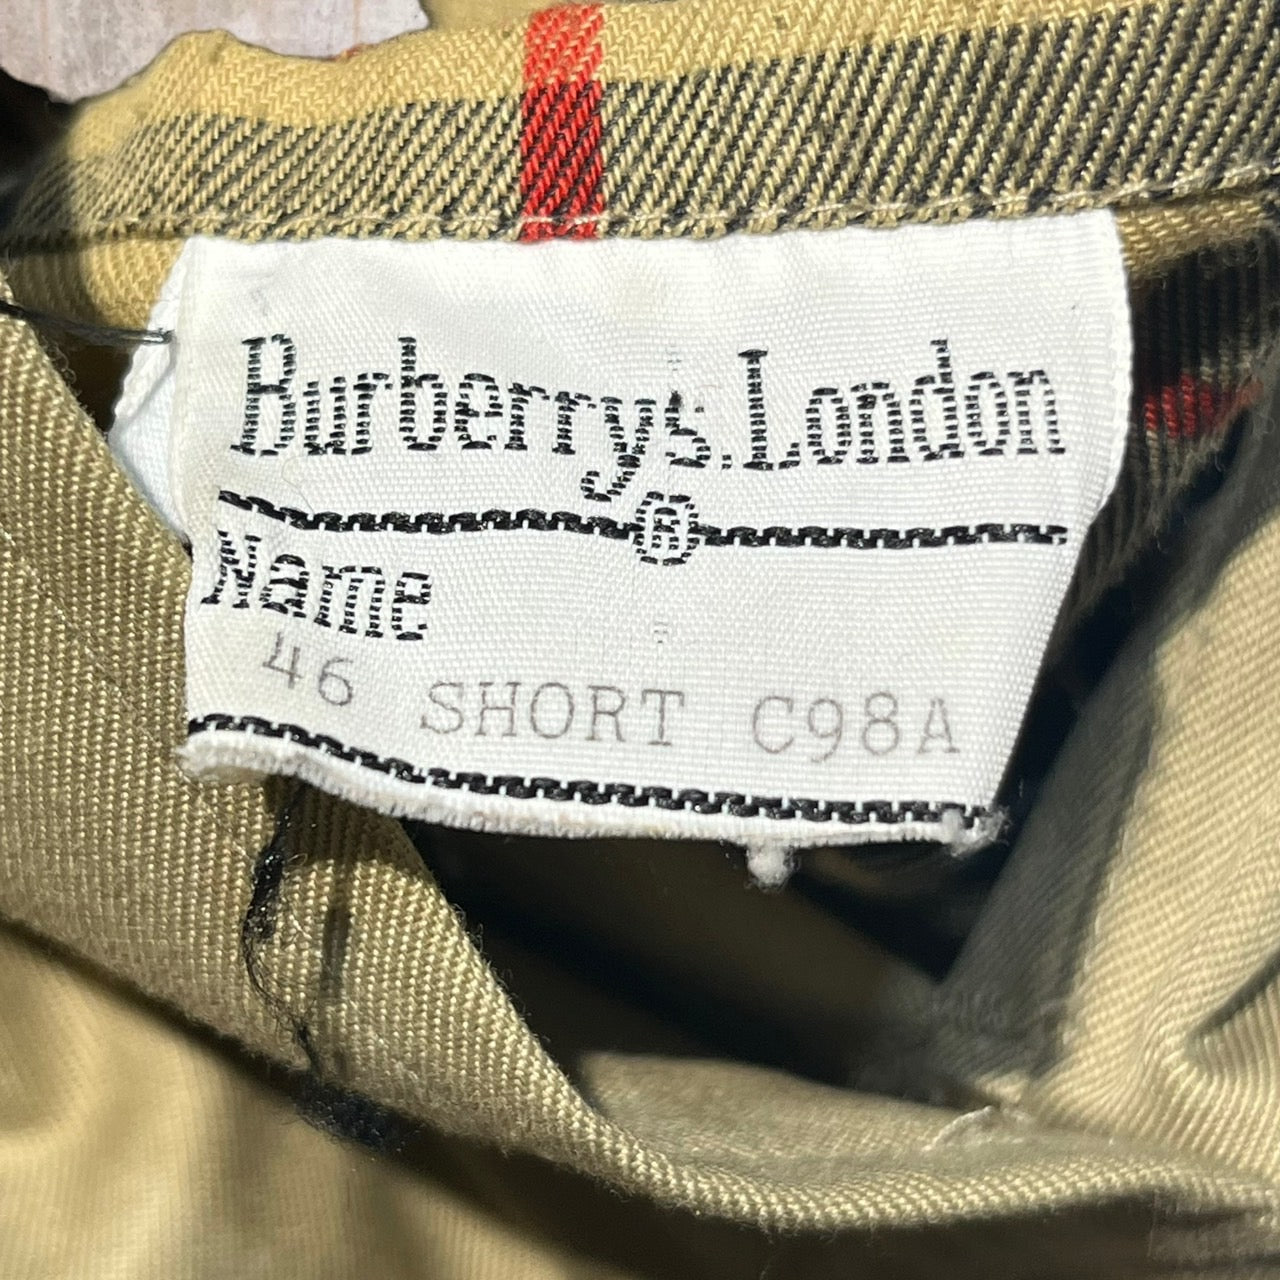 Burberrys. London
®
Name
46 SHORT C98A